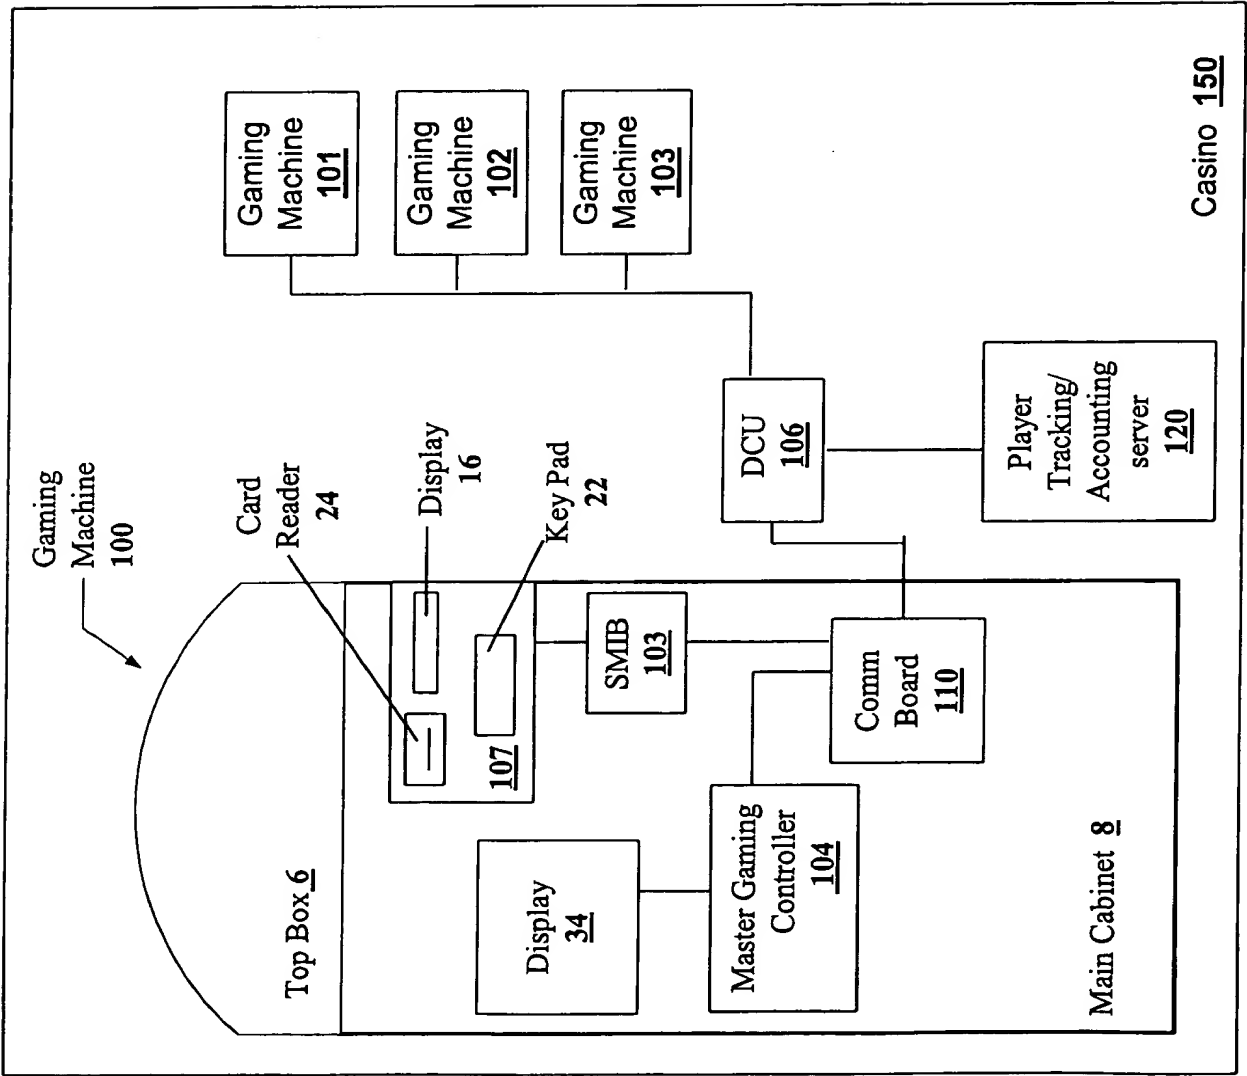 Gaming
Machine
100
Card
Reader
24
Display
16
Key Pad
22
Gaming
Machine
101
Gaming
Machine
102
Gaming
Machine
103
Top Box 6
107
SMIB
103
Display
34
Master Gaming
Controller
104
Comm
Board
110
Main Cabinet 8
DCU
106
Player
Tracking/
Accounting
server
120
Casino 150